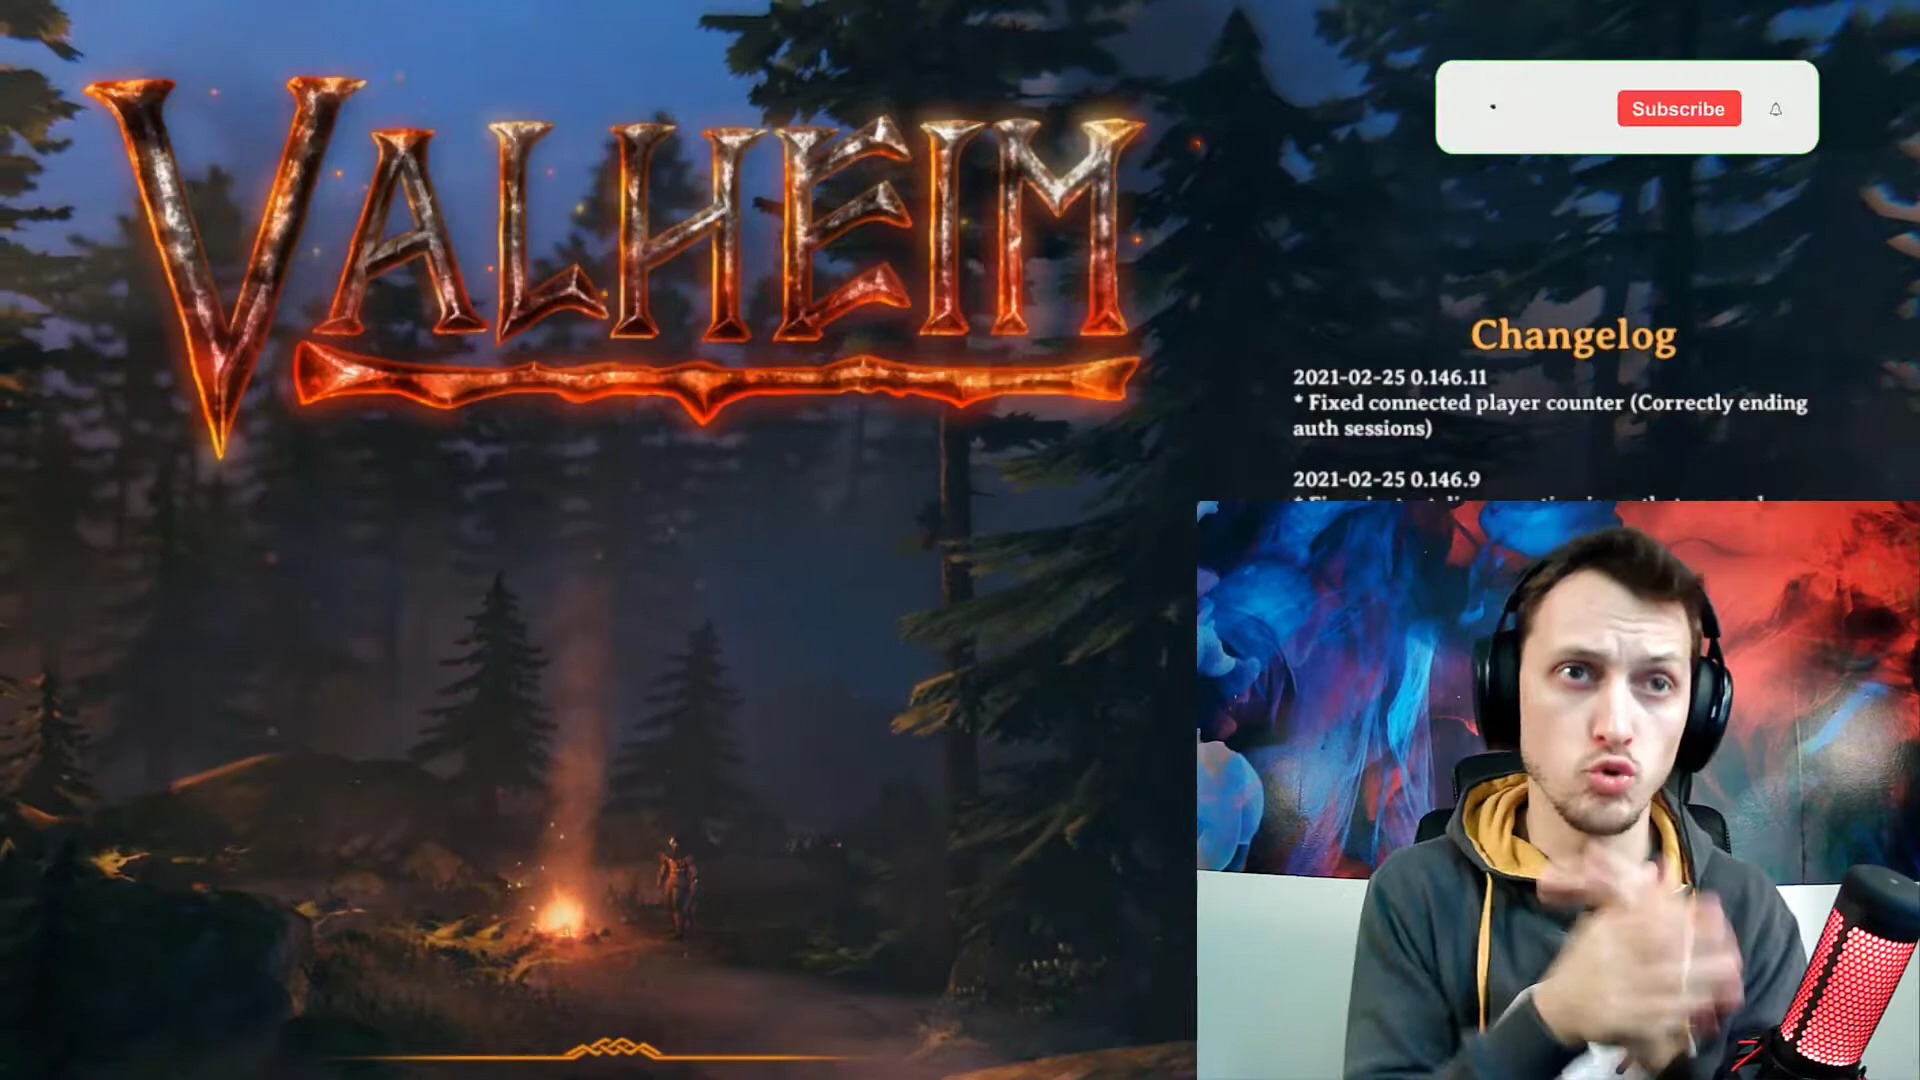 VALHEIM
Subscribe
Changelog
2021-02-25 0.146.11
* Fixed connected player counter (Correctly ending
auth sessions)
2021-02-25 0.146.9